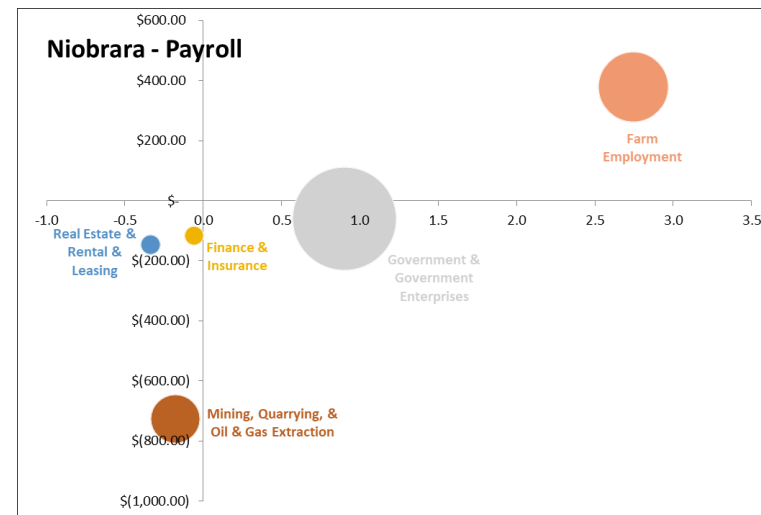 $600.00
Niobrara - Payroll
$400.00
$200.00
Farm
Employment
$-
-1.0 -0.5 0.0 0.5 1.0 1.5 2.0 2.5 3.0 3.5
Real Estate &
Rental &
Leasing
Finance &
Insurance
Government &
Government
Enterprises
$(200.00)
$(400.00)
$(600.00)
Mining, Quarrying, &
Oil & Gas Extraction
$(800.00)
$(1,000.00)